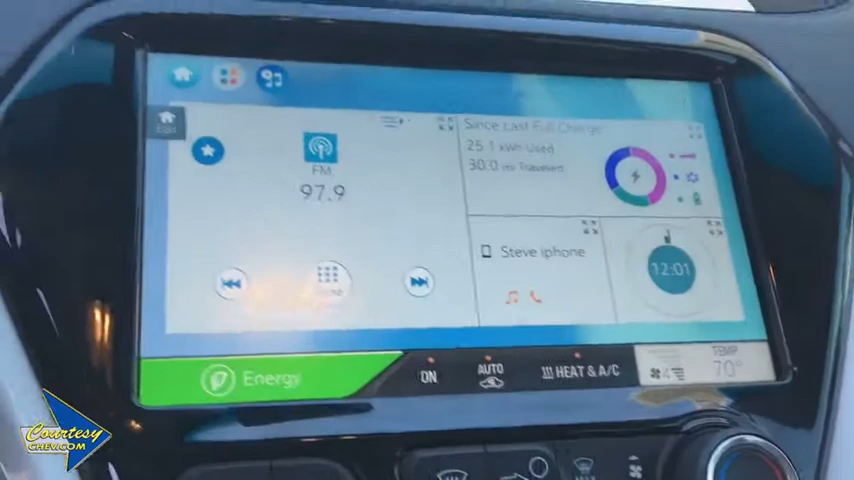 Edit
FM
97.9
Since Last Full Charge
25.1 kWh Used
30.0 mi Traveled
Steve iphone
12:01
Energy
ON
AUTO
HEAT & A/C
TEMP
70°
Courtesy
CHEV.COM